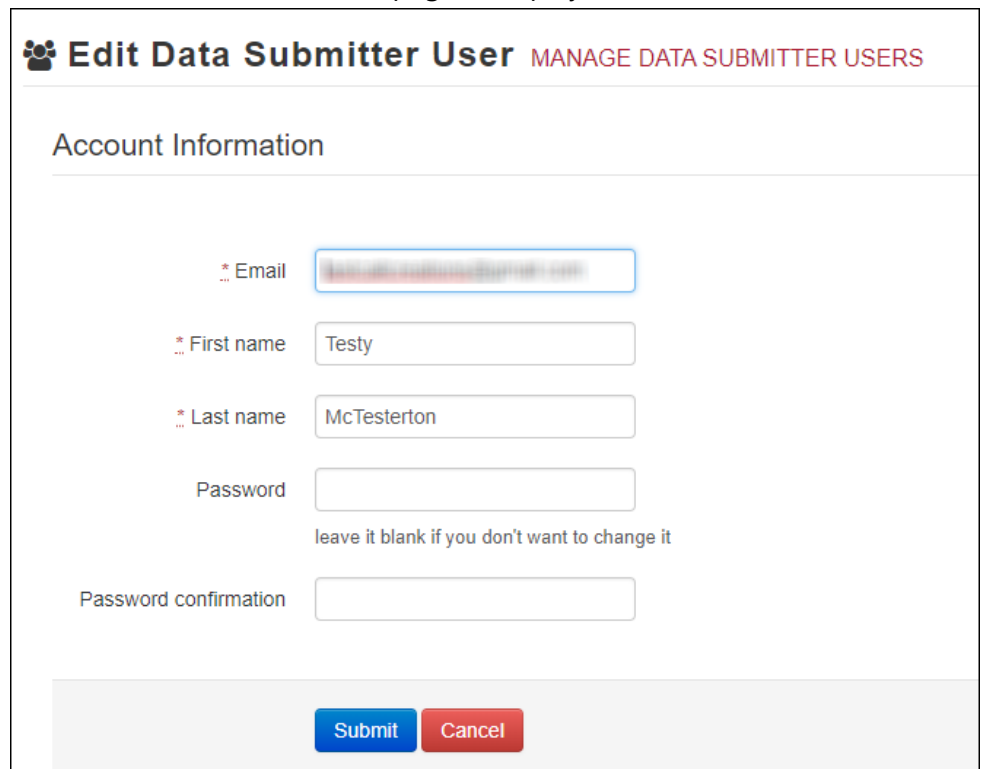 Edit Data Submitter User MANAGE DATA SUBMITTER USERS
Account Information
* Email
* First name Testy
* Last name McTesterton
Password
leave it blank if you don't want to change it
Password confirmation
Submit Cancel